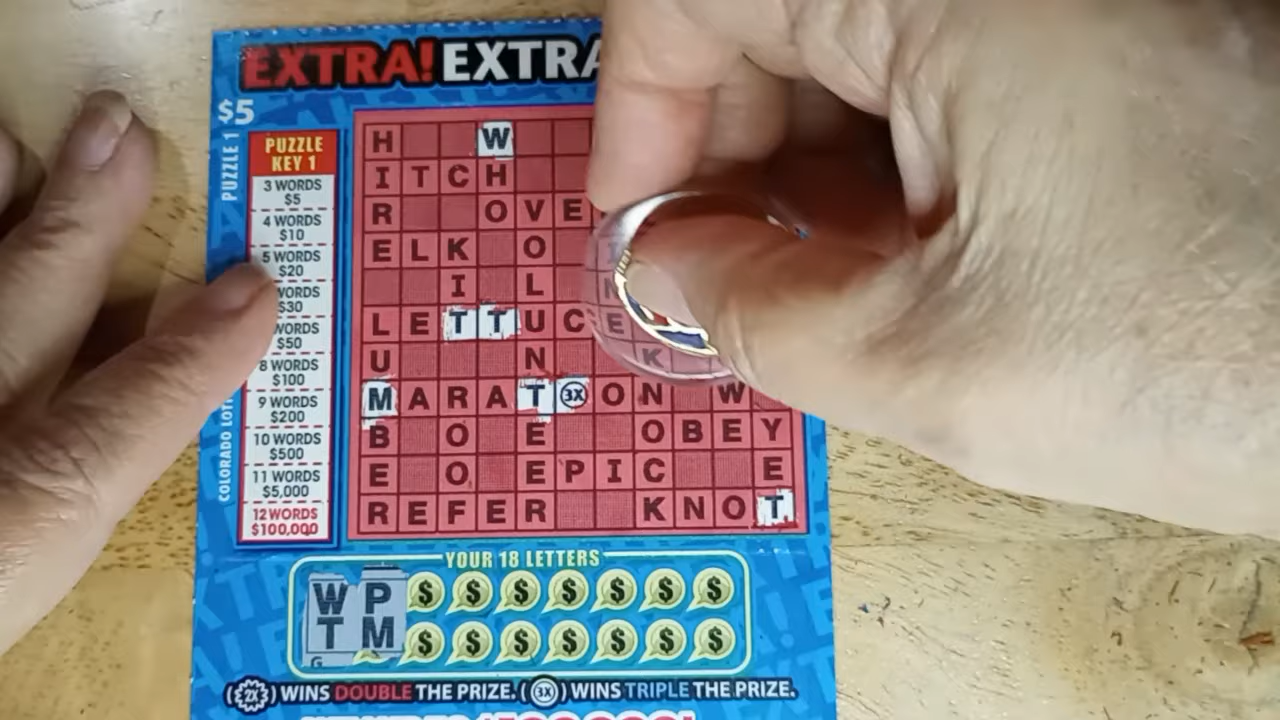 EXTRA! EXTRA
$5
PUZZLE 1
PUZZLE
KEY 1
3 WORDS
$5
4 WORDS
$10
5 WORDS
$20
WORDS
$30
WORDS
$50
8 WORDS
$100
9 WORDS
$200
10 WORDS
$500
11 WORDS
$5,000
12 WORDS
$100,000
COLORADO LOT
H W
I T C H
R O V E
E L K O
I L N
L E T T U C E
U N K
M A R A T 3X O N W
B O E O B E Y
E O E P I C E
R E F E R K N O T
YOUR 18 LETTERS
W P $ $ $ $ $ $ $
T M $ $ $ $ $ $ $
G
(2X) WINS DOUBLE THE PRIZE. (3X) WINS TRIPLE THE PRIZE.